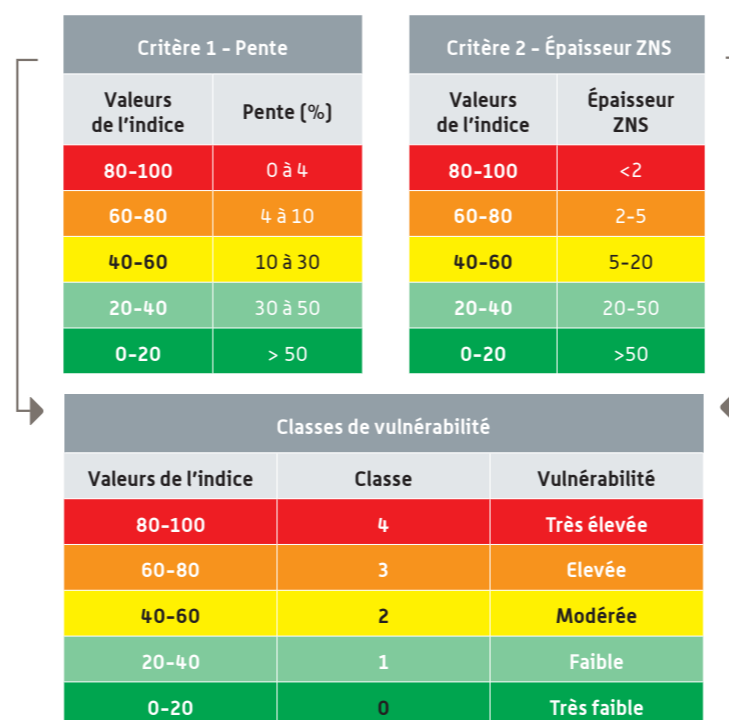 Critère 1 - Pente
Valeurs
de l'indice
Pente (%)
80-100 0 à 4
60-80 4 à 10
40-60 10 à 30
20-40 30 à 50
0-20 > 50
Critère 2 - Épaisseur ZNS
Valeurs
de l'indice
Épaisseur
ZNS
80-100 <2
60-80 2-5
40-60 5-20
20-40 20-50
0-20 >50
Classes de vulnérabilité
Valeurs de l'indice Classe Vulnérabilité
80-100 4 Très élevée
60-80 3 Elevée
40-60 2 Modérée
20-40 1 Faible
0-20 0 Très faible